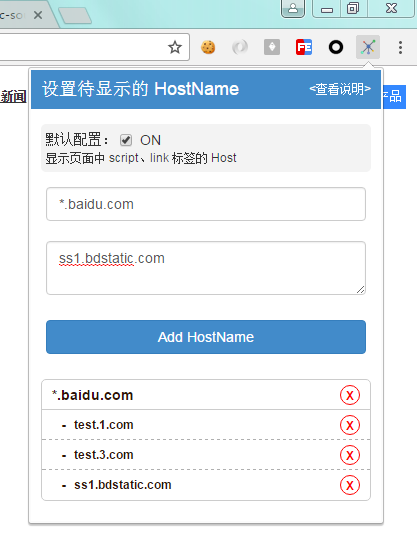 c-so
新闻
产品
FE
设置待显示的 HostName
<查看说明>
默认配置： ON
显示页面中 script、link 标签的 Host
*.baidu.com
ss1.bdstatic.com
Add HostName
*.baidu.com X
- test.1.com X
- test.3.com X
- ss1.bdstatic.com X